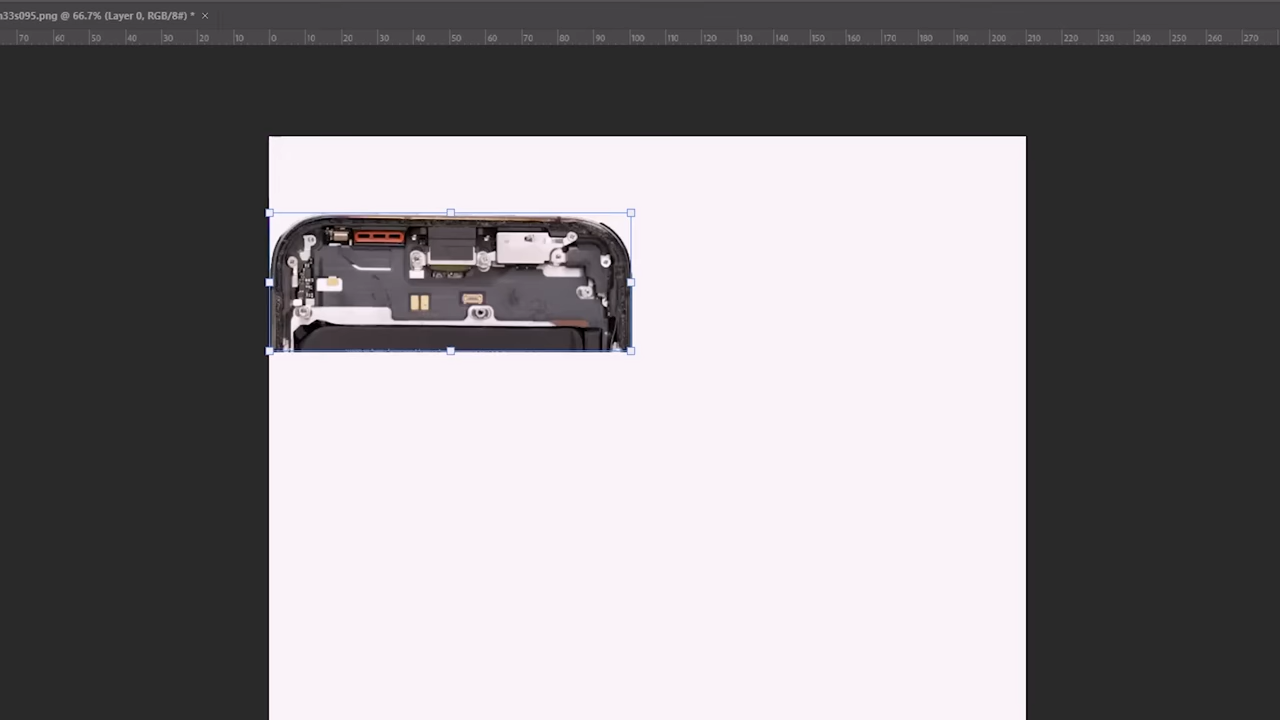 a33s095.png @ 66.7% (Layer 0, RGB/8#) * ×
70 60 50 40 30 20 10 0 10 20 30 40 50 60 70 80 90 100 110 120 130 140 150 160 170 180 190 200 210 220 230 240 250 260 270